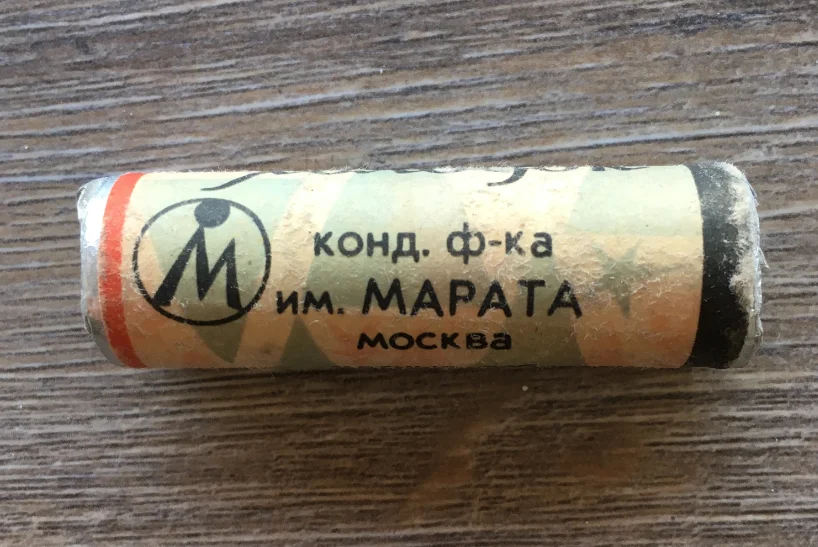 М
конд. ф-ка
им. МАРАТА
москва